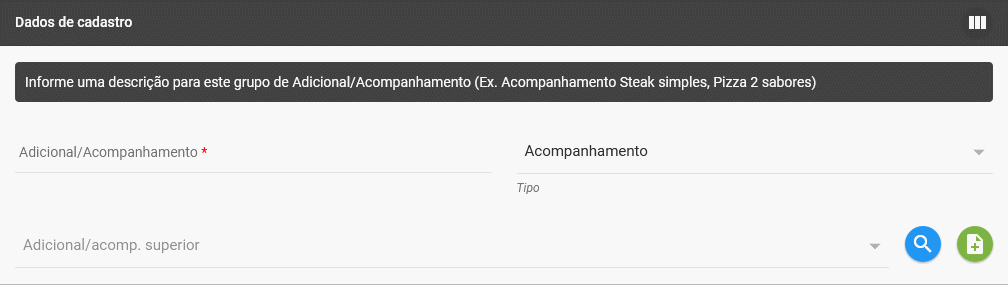 Dados de cadastro
Informe uma descrição para este grupo de Adicional/Acompanhamento (Ex. Acompanhamento Steak simples, Pizza 2 sabores)
Adicional/Acompanhamento *
Acompanhamento
Tipo
Adicional/acomp. superior